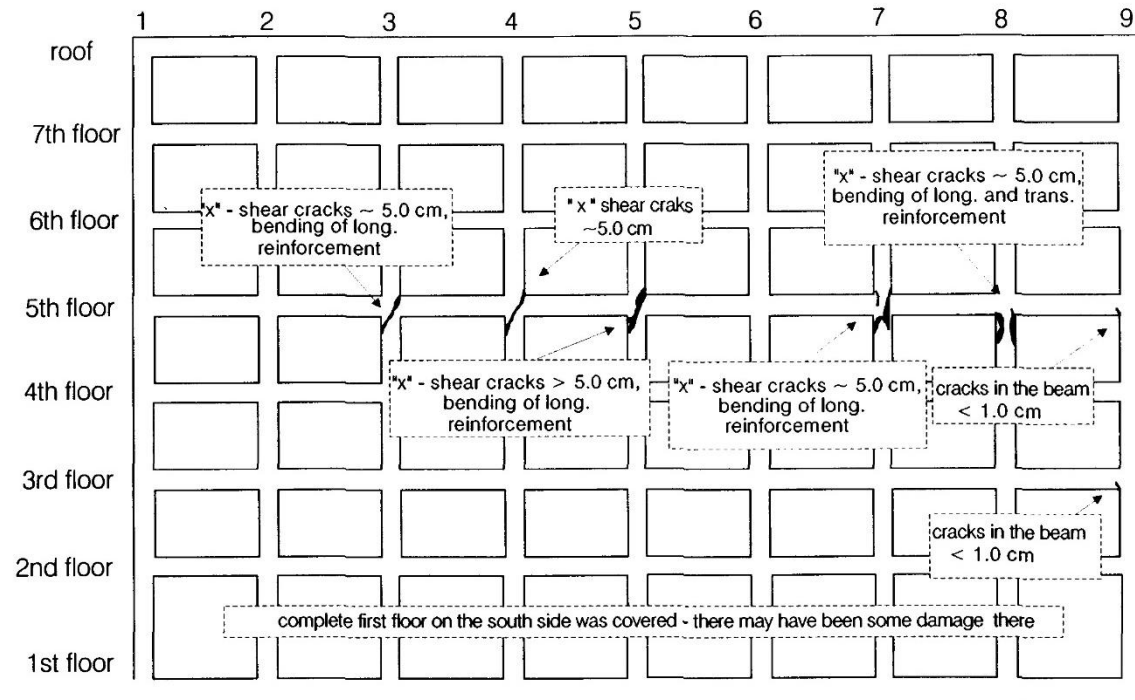 1 2 3 4 5 6 7 8 9
roof
7th floor
"x" - shear cracks ~ 5.0 cm,
bending of long.
reinforcement
"x" shear craks
~5.0 cm
"x" - shear cracks ~ 5.0 cm,
bending of long. and trans.
reinforcement
6th floor
5th floor
"x" - shear cracks > 5.0 cm,
bending of long.
reinforcement
"x" - shear cracks ~ 5.0 cm,
bending of long.
reinforcement
cracks in the beam
< 1.0 cm
4th floor
3rd floor
cracks in the beam
< 1.0 cm
2nd floor
complete first floor on the south side was covered - there may have been some damage there
1st floor